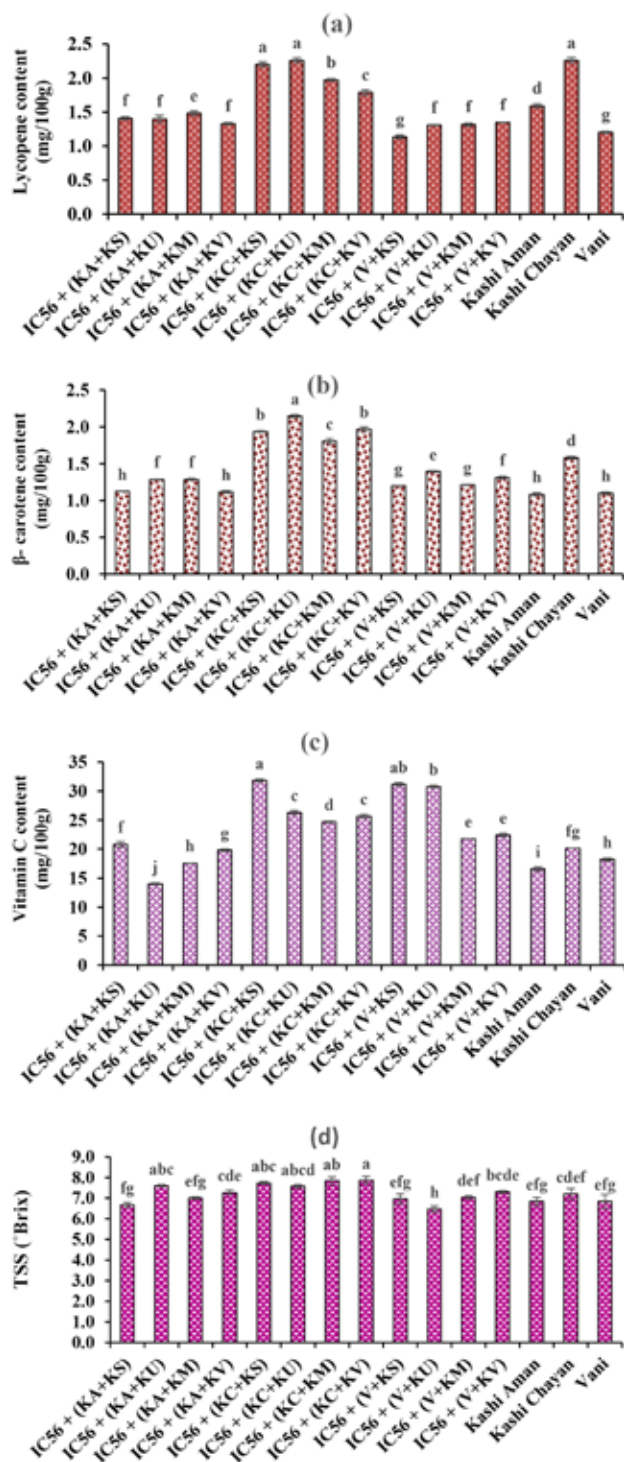 (a)
Lycopene content
(mg/100g)
2.5
2.0
1.5
1.0
0.5
0.0
f f e f a a b c g f f f d a g
IC56 + (KA+KS)
IC56 + (KA+KU)
IC56 + (KA+KM)
IC56 + (KA+KV)
IC56 + (KC+KS)
IC56 + (KC+KU)
IC56 + (KC+KM)
IC56 + (KC+KV)
IC56 + (V+KS)
IC56 + (V+KU)
IC56 + (V+KM)
IC56 + (V+KV)
Kashi Aman
Kashi Chayan
Vani
(b)
β- carotene content
(mg/100g)
2.5
2.0
1.5
1.0
0.5
0.0
h f f h b a c b g e g f h d h
IC56 + (KA+KS)
IC56 + (KA+KU)
IC56 + (KA+KM)
IC56 + (KA+KV)
IC56 + (KC+KS)
IC56 + (KC+KU)
IC56 + (KC+KM)
IC56 + (KC+KV)
IC56 + (V+KS)
IC56 + (V+KU)
IC56 + (V+KM)
IC56 + (V+KV)
Kashi Aman
Kashi Chayan
Vani
(c)
Vitamin C content
(mg/100g)
35
30
25
20
15
10
5
0
f j h g a c d c ab b e e i fg h
IC56 + (KA+KS)
IC56 + (KA+KU)
IC56 + (KA+KM)
IC56 + (KA+KV)
IC56 + (KC+KS)
IC56 + (KC+KU)
IC56 + (KC+KM)
IC56 + (KC+KV)
IC56 + (V+KS)
IC56 + (V+KU)
IC56 + (V+KM)
IC56 + (V+KV)
Kashi Aman
Kashi Chayan
Vani
(d)
TSS (°Brix)
9.0
8.0
7.0
6.0
5.0
4.0
3.0
2.0
1.0
0.0
fg abc efg cde abc abcd ab a efg h def bcde efg cdef efg
IC56 + (KA+KS)
IC56 + (KA+KU)
IC56 + (KA+KM)
IC56 + (KA+KV)
IC56 + (KC+KS)
IC56 + (KC+KU)
IC56 + (KC+KM)
IC56 + (KC+KV)
IC56 + (V+KS)
IC56 + (V+KU)
IC56 + (V+KM)
IC56 + (V+KV)
Kashi Aman
Kashi Chayan
Vani